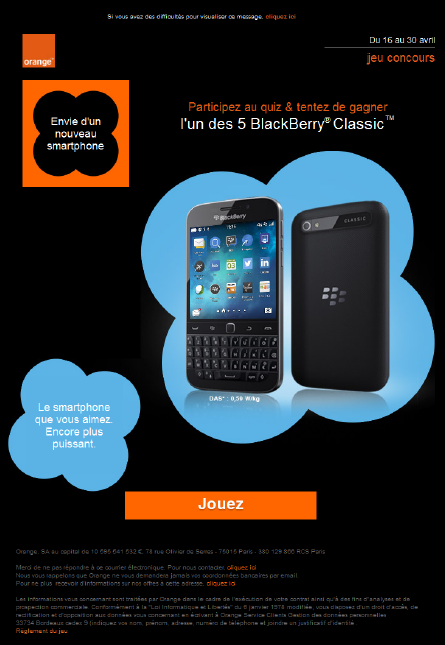 Si vous avez des difficultés pour visualiser ce message, cliquez ici
Du 16 au 30 avril
orange™
jeu concours
Envie d'un
nouveau
smartphone
Participez au quiz & tentez de gagner
l'un des 5 BlackBerry® Classic™
BlackBerry
CLASSIC
DAS* : 0,59 W/kg
Le smartphone
que vous aimez.
Encore plus
puissant.
Jouez
Orange, SA au capital de 10 595 541 532 €, 78 rue Olivier de Serres - 75015 Paris - 380 129 866 RCS Paris
Merci de ne pas répondre à ce courrier électronique. Pour nous contacter, cliquez ici
Nous vous rappelons que Orange ne vous demandera jamais vos coordonnées bancaires par email.
Pour ne plus recevoir d'informations sur nos offres à cette adresse, cliquez ici
Les informations vous concernant sont traitées par Orange dans le cadre de l'exécution de votre contrat ainsi qu'à des fins d'analyses et de
prospection commerciale. Conformément à la "Loi Informatique et Libertés" du 6 janvier 1978 modifiée, vous disposez d'un droit d'accès, de
rectification et d'opposition aux données vous concernant en écrivant à Orange Service Clients Gestion des données personnelles
33734 Bordeaux cedex 9 (indiquez vos nom, prénom, adresse, numéro de téléphone et joindre un justificatif d'identité
Règlement du jeu